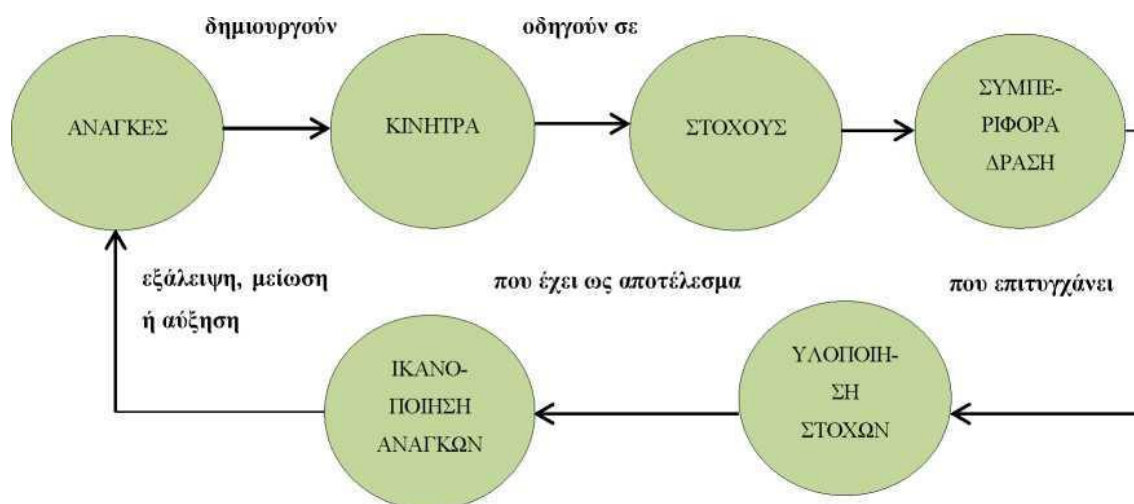 δημιουργούν
οδηγούν σε
ΑΝΑΓΚΕΣ
ΚΙΝΗΤΡΑ
ΣΤΟΧΟΥΣ
ΣΥΜΠΕ-
ΡΙΦΟΡΑ
ΔΡΑΣΗ
που επιτυγχάνει
ΥΛΟΠΟΙΗ-
ΣΗ
ΣΤΟΧΩΝ
που έχει ως αποτέλεσμα
ΙΚΑΝΟ-
ΠΟΙΗΣΗ
ΑΝΑΓΚΩΝ
εξάλειψη, μείωση
ή αύξηση